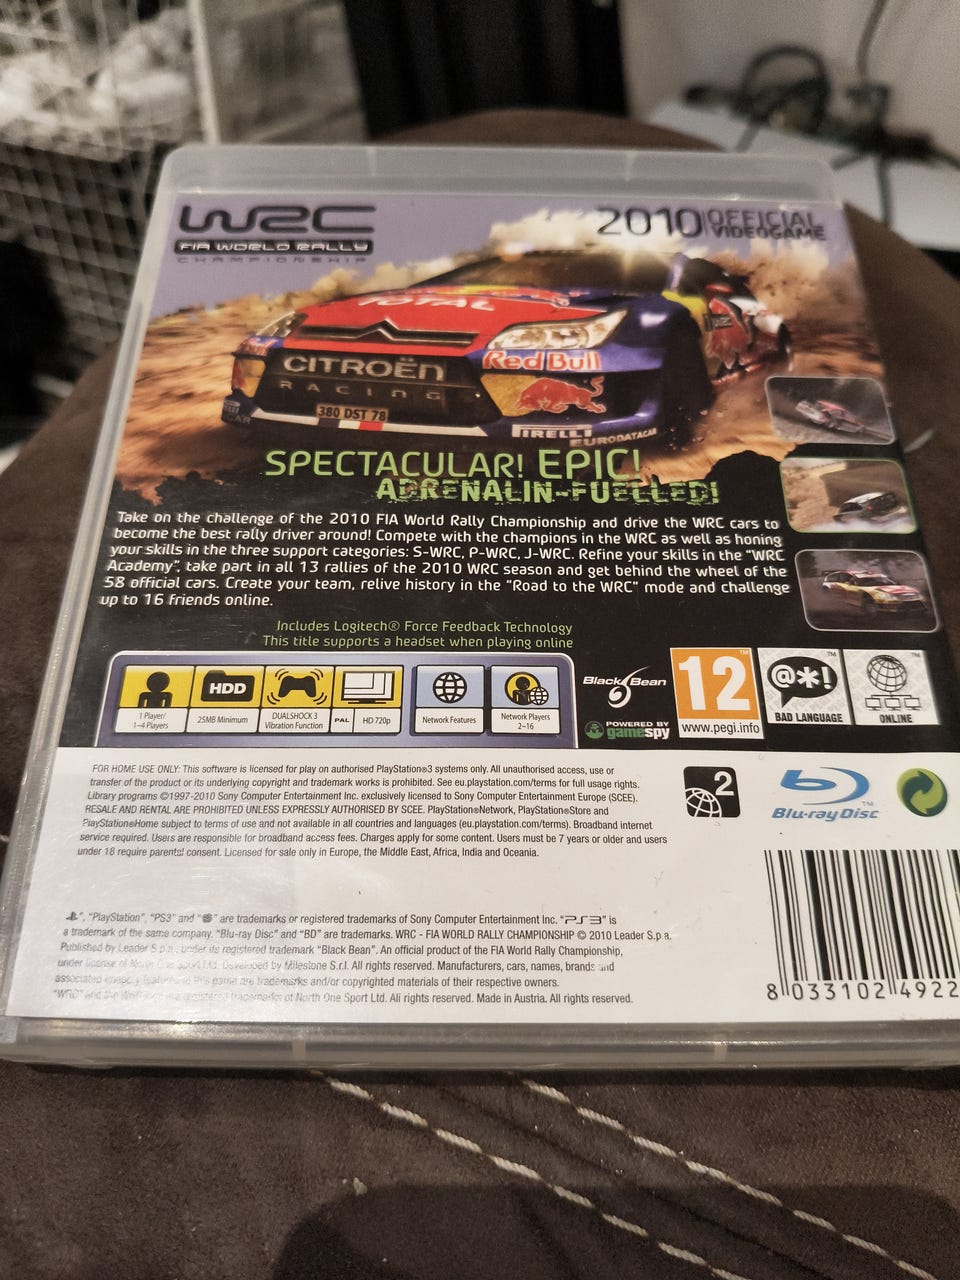 WRC
FIA WORLD RALLY
CHAMPIONSHIP
2010 OFFICIAL
VIDEOGAME
TOTAL
CITROËN
RACING
Red Bull
380 DST 78
PIRELLI
EURODATACAR
SPECTACULAR! EPIC!
ADRENALIN-FUELLED!
Take on the challenge of the 2010 FIA World Rally Championship and drive the WRC cars to
become the best rally driver around! Compete with the champions in the WRC as well as honing
your skills in the three support categories: S-WRC, P-WRC, J-WRC. Refine your skills in the "WRC
Academy", take part in all 13 rallies of the 2010 WRC season and get behind the wheel of the
58 official cars. Create your team, relive history in the "Road to the WRC" mode and challenge
up to 16 friends online.
Includes Logitech® Force Feedback Technology
This title supports a headset when playing online
HDD
1 Player/
1-4 Players
25MB Minimum
DUALSHOCK 3
Vibration Function
PAL
HD 720p
Network Features
Network Players
2-16
Black Bean
POWERED BY
gamespy
12
www.pegi.info
@*!
BAD LANGUAGE
ONLINE
FOR HOME USE ONLY: This software is licensed for play on authorised PlayStation®3 systems only. All unauthorised access, use or
transfer of the product or its underlying copyright and trademark works is prohibited. See eu.playstation.com/terms for full usage rights.
Library programs ©1997-2010 Sony Computer Entertainment Inc. exclusively licensed to Sony Computer Entertainment Europe (SCEE).
RESALE AND RENTAL ARE PROHIBITED UNLESS EXPRESSLY AUTHORISED BY SCEE. PlayStation®Network, PlayStation®Store and
PlayStation®Home subject to terms of use and not available in all countries and languages (eu.playstation.com/terms). Broadband internet
service required. Users are responsible for broadband access fees. Charges apply for some content. Users must be 7 years or older and users
under 18 require parental consent. Licensed for sale only in Europe, the Middle East, Africa, India and Oceania.
2
Blu-ray Disc™
", "PlayStation", "PS3" and " " are trademarks or registered trademarks of Sony Computer Entertainment Inc. "PS3" is
a trademark of the same company. "Blu-ray Disc" and "BD" are trademarks. WRC - FIA WORLD RALLY CHAMPIONSHIP © 2010 Leader S.p.a.
Published by Leader S.p.a. under its registered trademark "Black Bean". An official product of the FIA World Rally Championship,
under license of North One Sport Ltd. Developed by Milestone S.r.l. All rights reserved. Manufacturers, cars, names, brands and
associated imagery featured in this game are trademarks and/or copyrighted materials of their respective owners.
"WRC" and the registered trademarks of North One Sport Ltd. All rights reserved. Made in Austria. All rights reserved.
8 033102 4922